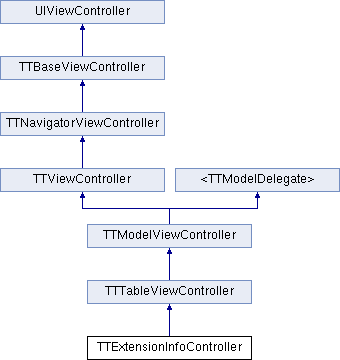 UIViewController
TTBaseViewController
TTNavigatorViewController
TTViewController
<TTModelDelegate>
TTModelViewController
TTTableViewController
TTExtensionInfoController